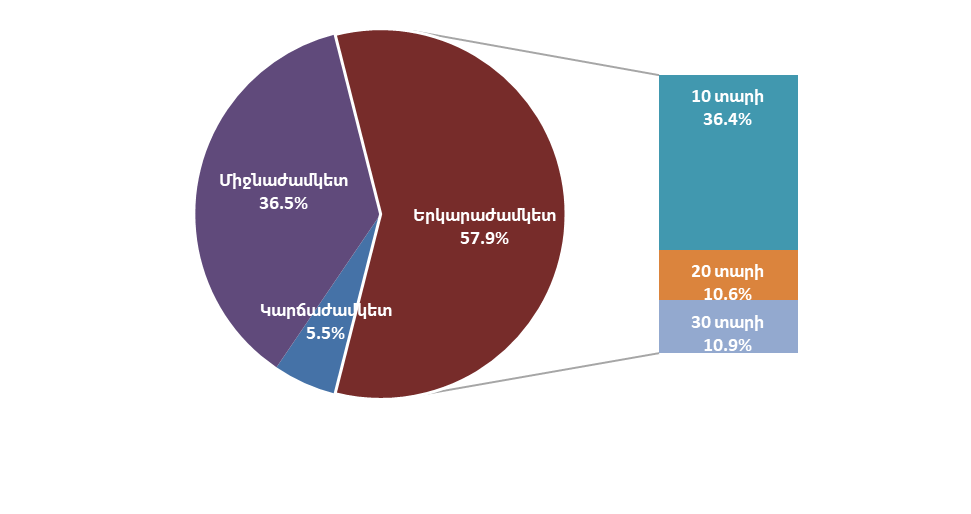 Միջնաժամկետ
36.5%
Կարճաժամկետ
5.5%
Երկարաժամկետ
57.9%
10 տարի
36.4%
20 տարի
10.6%
30 տարի
10.9%